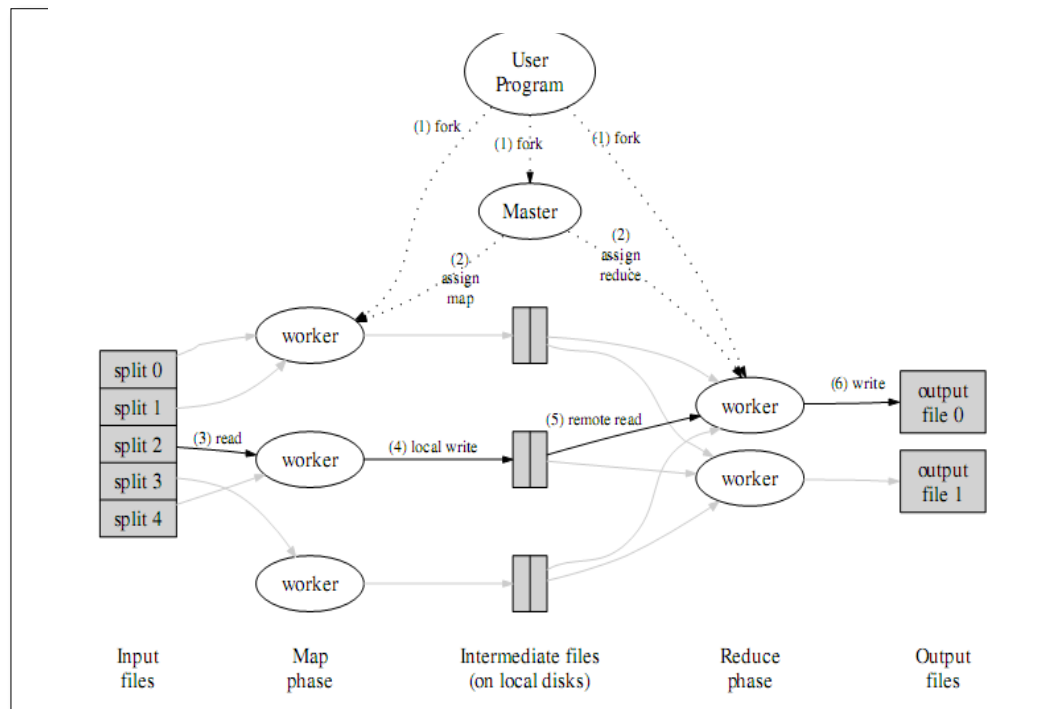 User
Program
(1) fork
(1) fork
(1) fork
Master
(2)
assign
map
(2)
assign
reduce
worker
split 0
split 1
split 2
split 3
split 4
(3) read
worker
(4) local write
(5) remote read
worker
(6) write
output
file 0
worker
output
file 1
worker
Input
files
Map
phase
Intermediate files
(on local disks)
Reduce
phase
Output
files